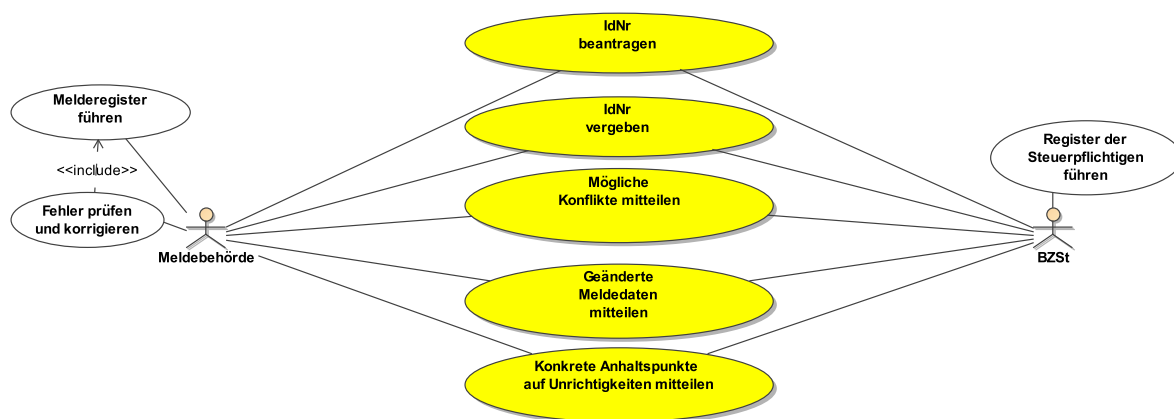 IdNr
beantragen
Melderegister
führen
IdNr
vergeben
Register der
Steuerpflichtigen
führen
<<include>>
Mögliche
Konflikte mitteilen
Fehler prüfen
und korrigieren
Meldebehörde
BZSt
Geänderte
Meldedaten
mitteilen
Konkrete Anhaltspunkte
auf Unrichtigkeiten mitteilen